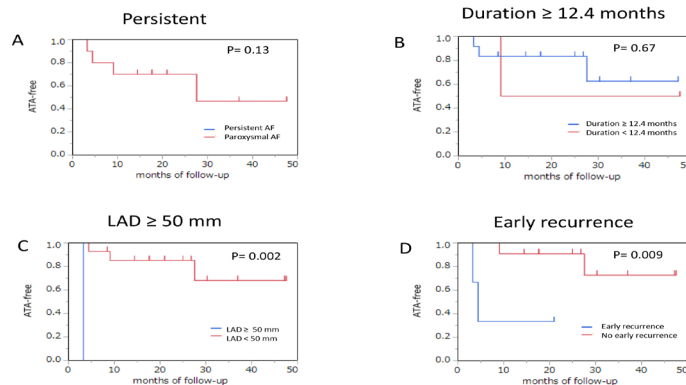 Persistent
A
P= 0.13
1.0
0.8
0.6
0.4
0.2
0.0
ATA-free
Persistent AF
Paroxysmal AF
0 10 20 30 40 50
months of follow-up
Duration ≥ 12.4 months
B
P= 0.67
1.0
0.8
0.6
0.4
0.2
0.0
ATA-free
Duration ≥ 12.4 months
Duration < 12.4 months
0 10 20 30 40 50
months of follow-up
LAD ≥ 50 mm
C
P= 0.002
1.0
0.8
0.6
0.4
0.2
0.0
ATA-free
LAD ≥ 50 mm
LAD < 50 mm
0 10 20 30 40 50
months of follow-up
Early recurrence
D
P= 0.009
1.0
0.8
0.6
0.4
0.2
0.0
ATA-free
Early recurrence
No early recurrence
0 10 20 30 40 50
months of follow-up